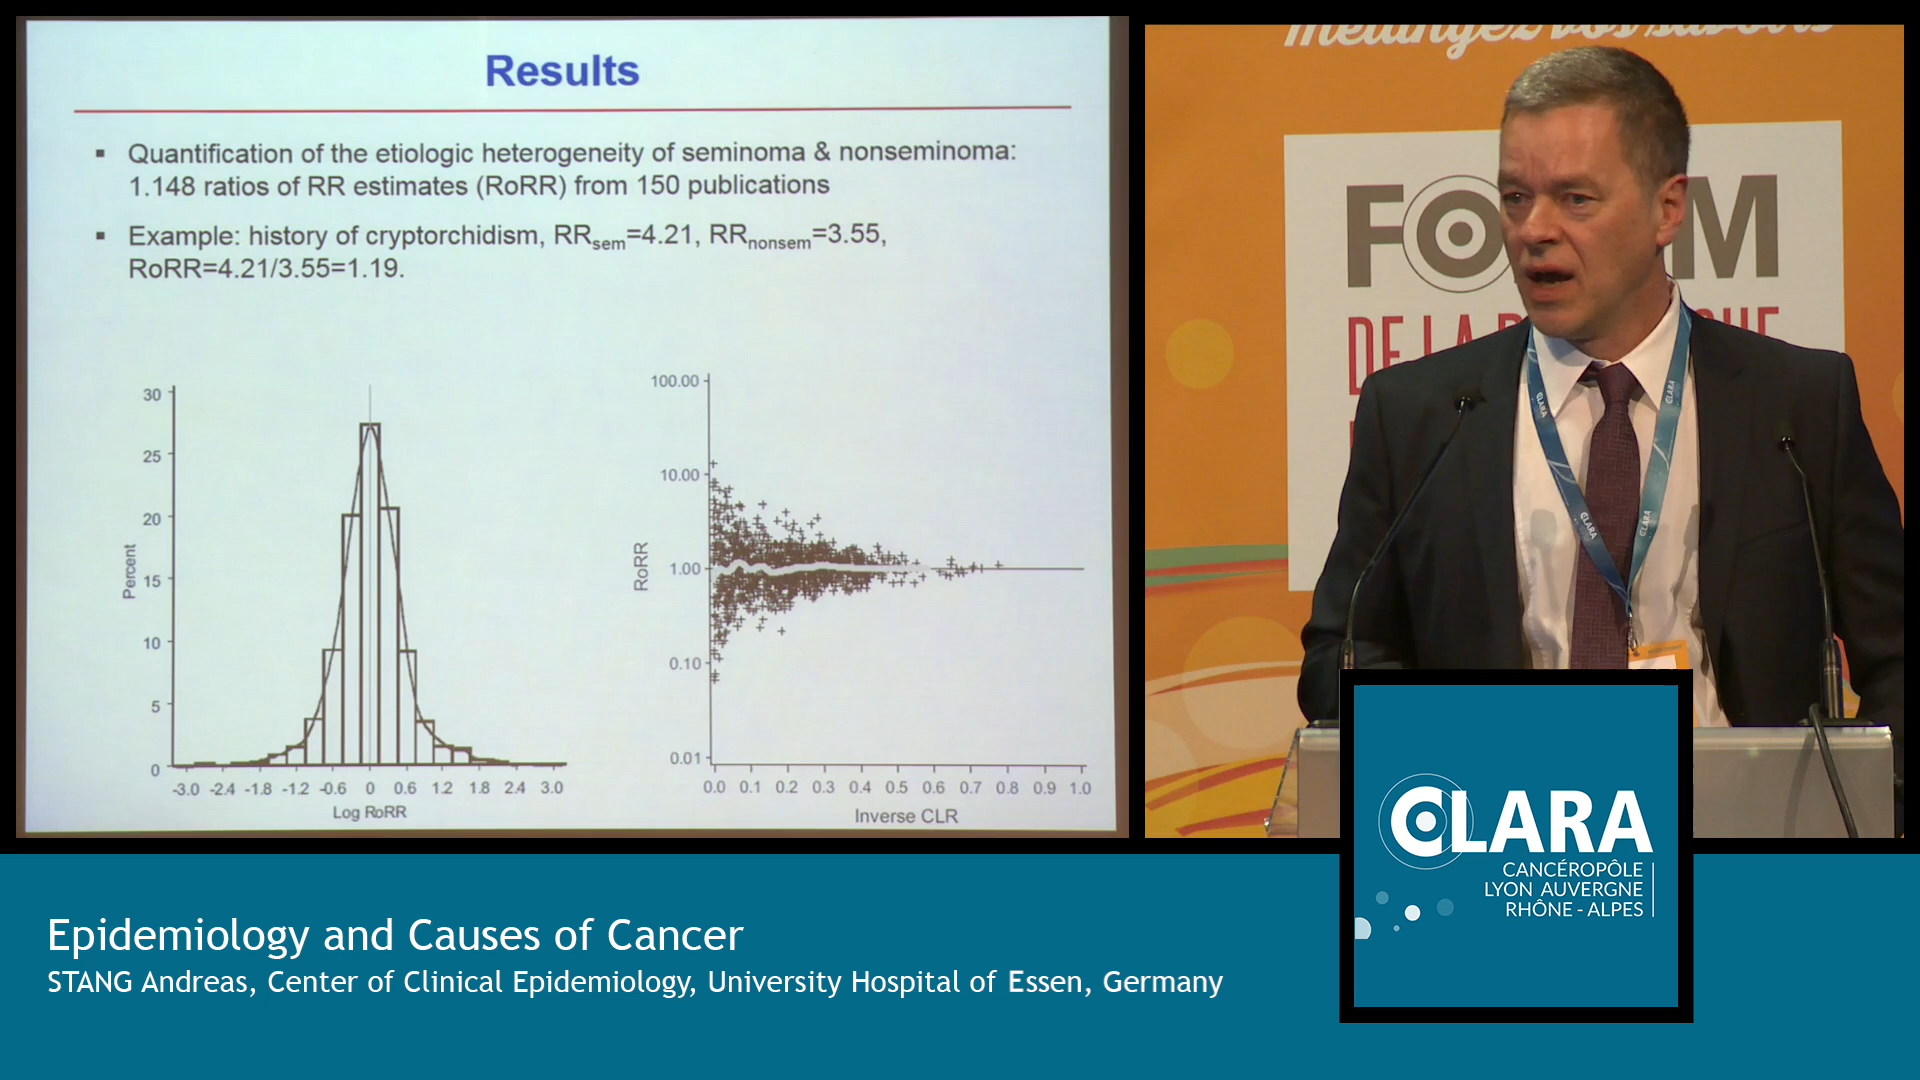 Results
▪ Quantification of the etiologic heterogeneity of seminoma & nonseminoma:
1.148 ratios of RR estimates (RoRR) from 150 publications
▪ Example: history of cryptorchidism, RRsem=4.21, RRnonsem=3.55,
RoRR=4.21/3.55=1.19.
30
25
20
15
10
5
0
Percent
-3.0 -2.4 -1.8 -1.2 -0.6 0 0.6 1.2 1.8 2.4 3.0
Log RoRR
100.00
10.00
1.00
0.10
0.01
RoRR
0.0 0.1 0.2 0.3 0.4 0.5 0.6 0.7 0.8 0.9 1.0
Inverse CLR
mélangez vos savoirs
FO M
DE LA
CLARA
CLARA
CLARA
CLARA
CLARA
CANCÉROPÔLE
LYON AUVERGNE
RHÔNE - ALPES
Epidemiology and Causes of Cancer
STANG Andreas, Center of Clinical Epidemiology, University Hospital of Essen, Germany